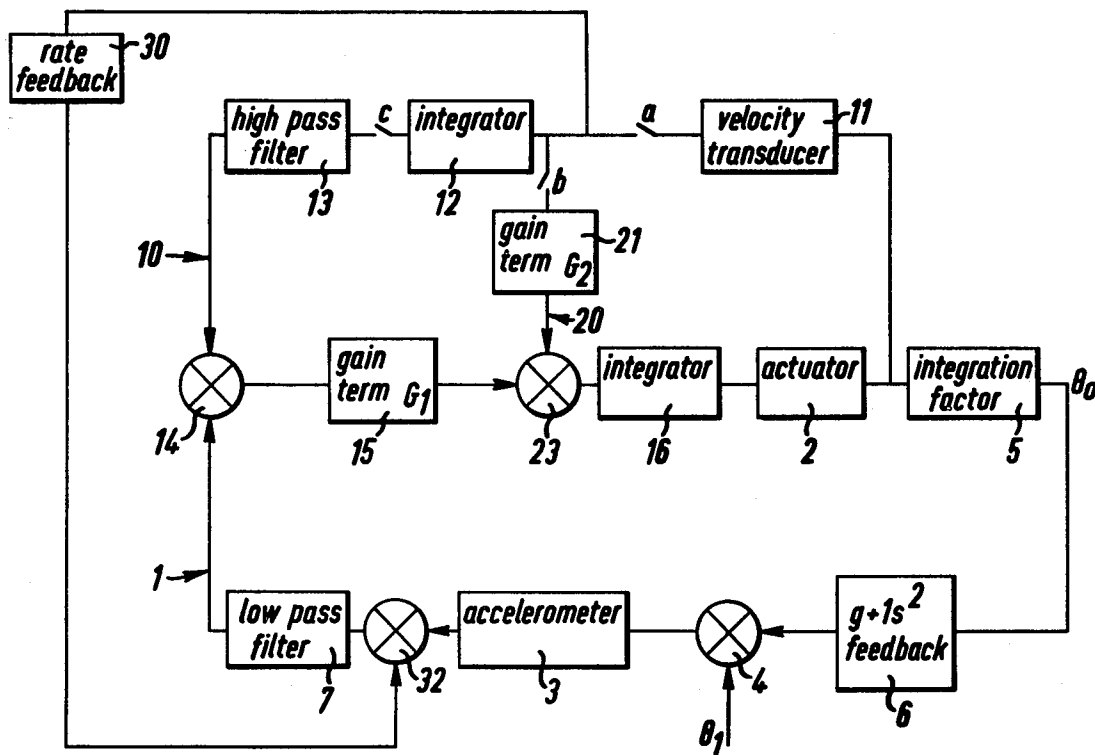 rate
feedback
30
high pass
filter
13
c
integrator
12
a
velocity
transducer
11
b
gain
term G2
21
10
20
14
gain
term G1
15
23
integrator
16
actuator
2
integration
factor
5
θo
1
low pass
filter
7
32
accelerometer
3
4
θ1
g+1s²
feedback
6